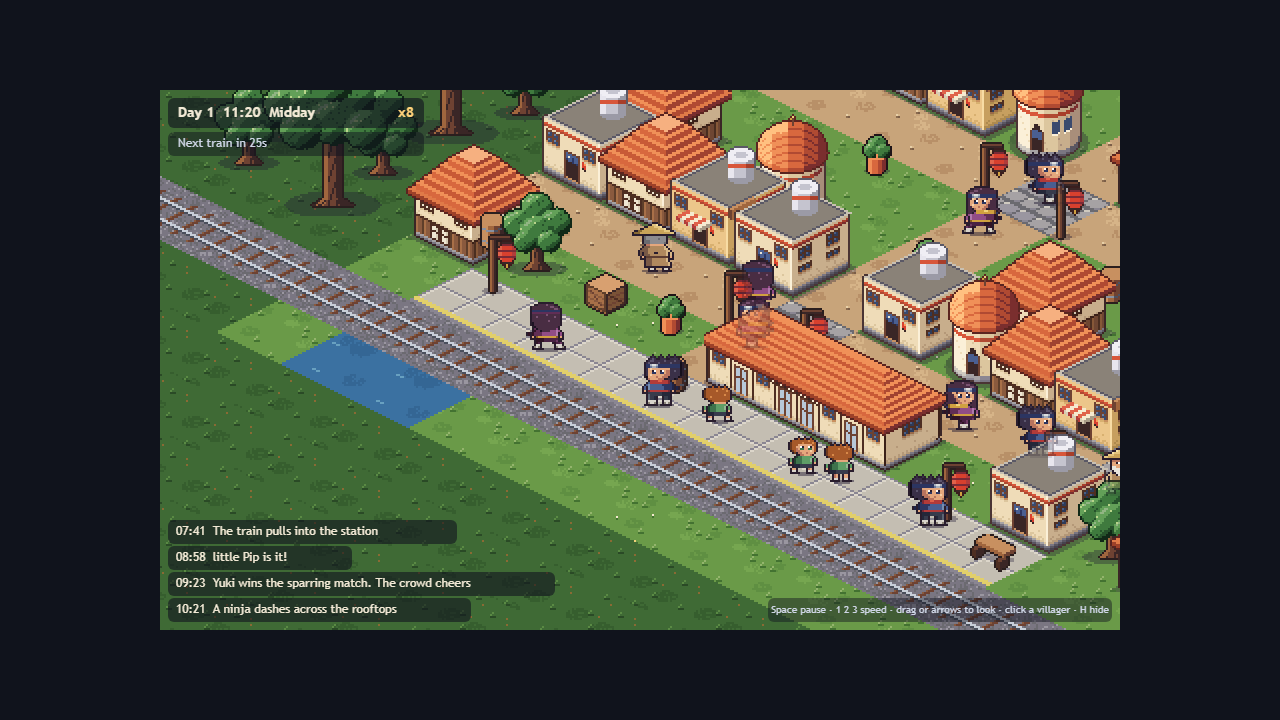 Day 1 11:20 Midday x8
Next train in 25s
07:41 The train pulls into the station
08:58 little Pip is it!
09:23 Yuki wins the sparring match. The crowd cheers
10:21 A ninja dashes across the rooftops
Space pause · 1 2 3 speed · drag or arrows to look · click a villager · H hide